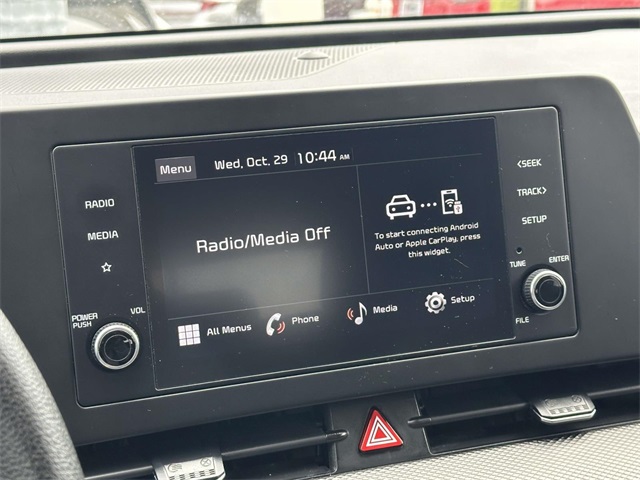 Menu
Wed, Oct. 29 10:44 AM
RADIO
MEDIA
POWER
PUSH
VOL
Radio/Media Off
To start connecting Android
Auto or Apple CarPlay, press
this widget.
All Menus
Phone
Media
Setup
<SEEK
TRACK>
SETUP
TUNE
ENTER
FILE